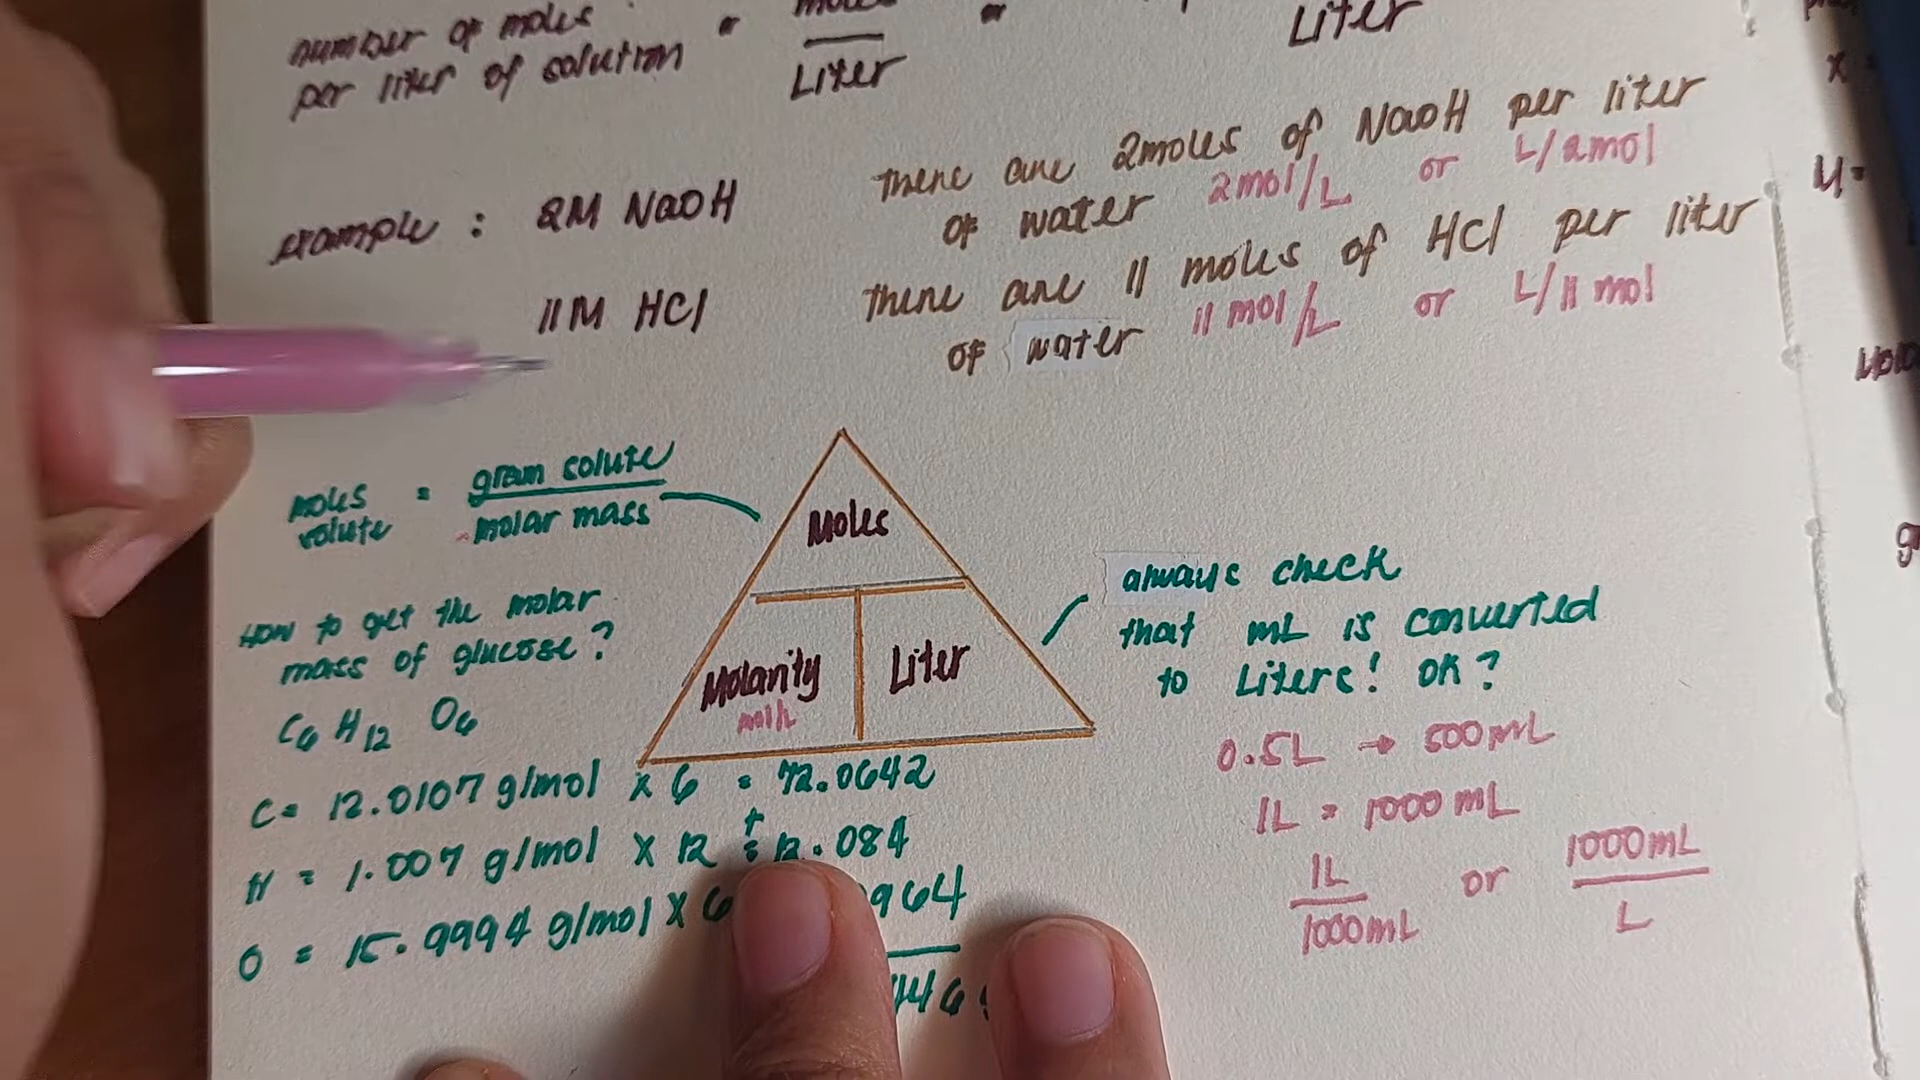 number of moles
per liter of solution = moles / Liter = Liter
example : 2M NaOH
there are 2moles of NaOH per liter
of water 2mol/L or L/2mol
11M HCl
there are 11 moles of HCl per liter
of water 11 mol/L or L/11 mol
moles solute = gram solute / molar mass
Moles
Molarity
mol/L
Liter
always check
that mL is converted
to Liters! OK?
0.5L → 500mL
1L = 1000 mL
1L / 1000mL or 1000mL / L
How to get the molar
mass of glucose?
C6 H12 O6
C = 12.0107 g/mol x 6 = 72.0642
+
H = 1.007 g/mol x 12 = 12.084
O = 15.9994 g/mol x 6 964
446